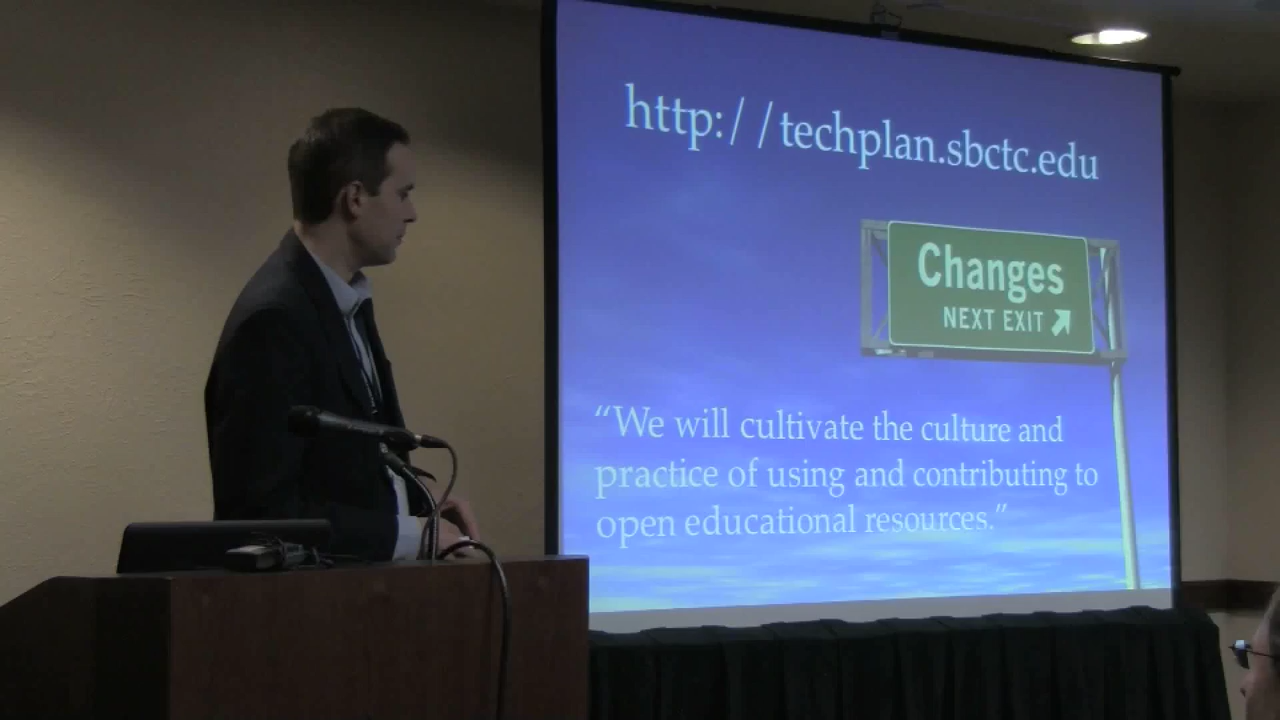 http://techplan.sbctc.edu
Changes
NEXT EXIT
“We will cultivate the culture and
practice of using and contributing to
open educational resources.”